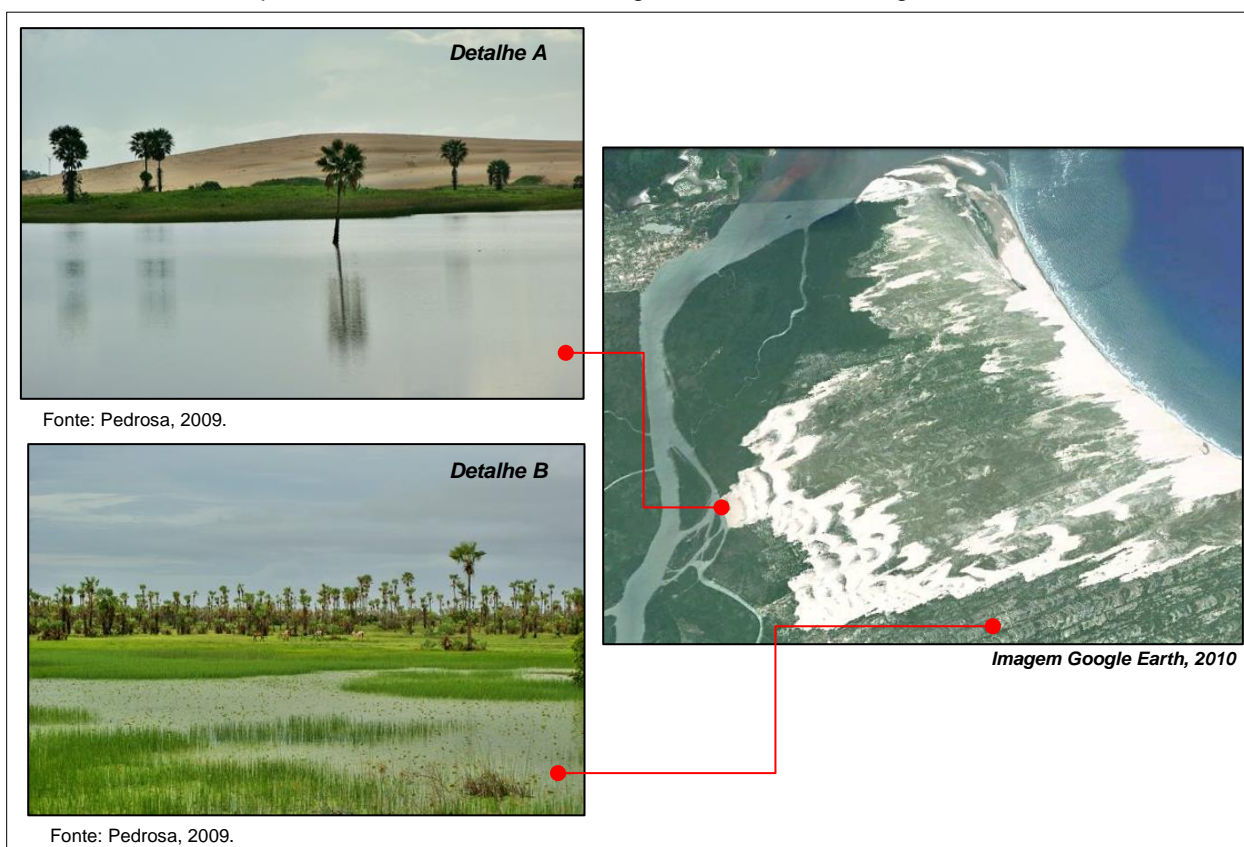 Detalhe A
Fonte: Pedrosa, 2009.
Detalhe B
Imagem Google Earth, 2010
Fonte: Pedrosa, 2009.